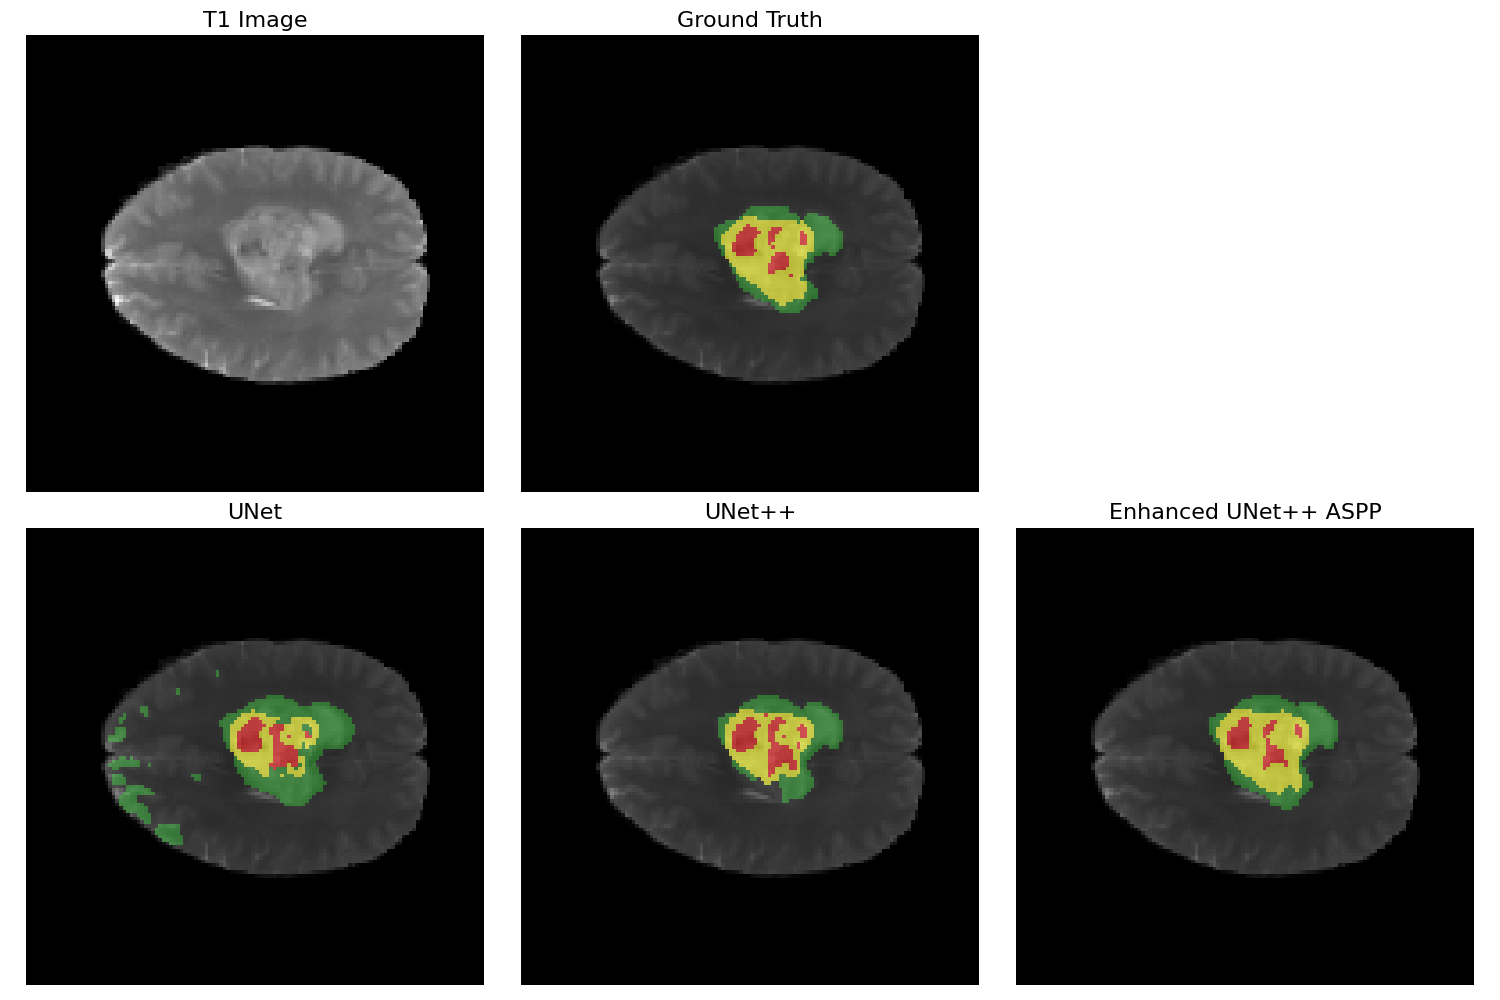 T1 Image
Ground Truth
UNet
UNet++
Enhanced UNet++ ASPP